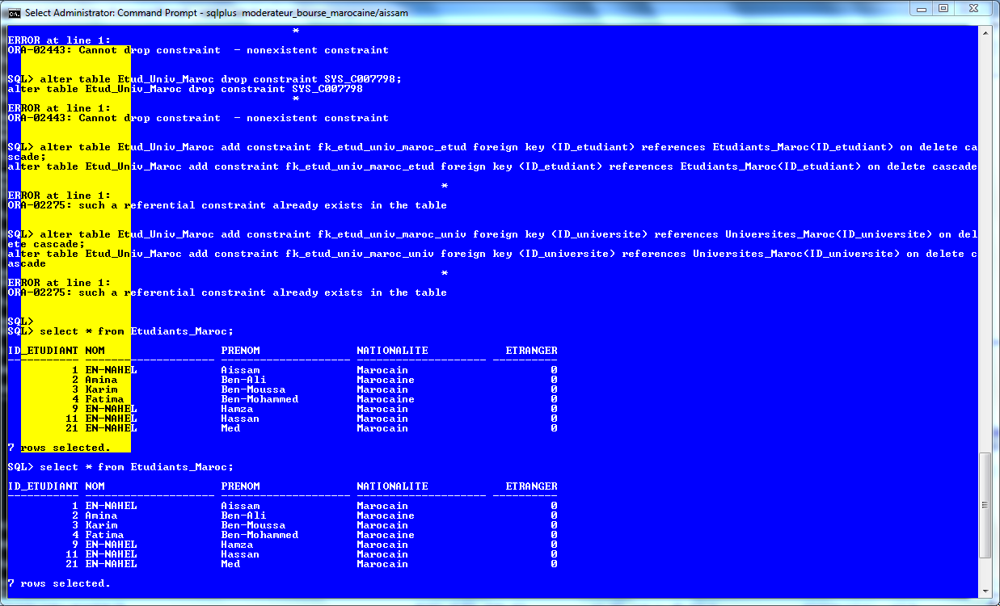 Select Administrator: Command Prompt - sqlplus  moderateur_bourse_marocaine/aissam
*
ERROR at line 1:
ORA-02443: Cannot drop constraint  - nonexistent constraint
SQL> alter table Etud_Univ_Maroc drop constraint SYS_C007798;
alter table Etud_Univ_Maroc drop constraint SYS_C007798
*
ERROR at line 1:
ORA-02443: Cannot drop constraint  - nonexistent constraint
SQL> alter table Etud_Univ_Maroc add constraint fk_etud_univ_maroc_etud foreign key (ID_etudiant) references Etudiants_Maroc(ID_etudiant) on delete ca
scade;
alter table Etud_Univ_Maroc add constraint fk_etud_univ_maroc_etud foreign key (ID_etudiant) references Etudiants_Maroc(ID_etudiant) on delete cascade
*
ERROR at line 1:
ORA-02275: such a referential constraint already exists in the table
SQL> alter table Etud_Univ_Maroc add constraint fk_etud_univ_maroc_univ foreign key (ID_universite) references Universites_Maroc(ID_universite) on del
ete cascade;
alter table Etud_Univ_Maroc add constraint fk_etud_univ_maroc_univ foreign key (ID_universite) references Universites_Maroc(ID_universite) on delete c
ascade
*
ERROR at line 1:
ORA-02275: such a referential constraint already exists in the table
SQL>
SQL> select * from Etudiants_Maroc;
ID_ETUDIANT NOM PRENOM NATIONALITE ETRANGER
----------- -------------------- -------------------- -------------------- ----------
1 EN-NAHEL Aissam Marocain 0
2 Amina Ben-Ali Marocaine 0
3 Karim Ben-Moussa Marocain 0
4 Fatima Ben-Mohammed Marocaine 0
9 EN-NAHEL Hamza Marocain 0
11 EN-NAHEL Hassan Marocain 0
21 EN-NAHEL Med Marocain 0
7 rows selected.
SQL> select * from Etudiants_Maroc;
ID_ETUDIANT NOM PRENOM NATIONALITE ETRANGER
----------- -------------------- -------------------- -------------------- ----------
1 EN-NAHEL Aissam Marocain 0
2 Amina Ben-Ali Marocaine 0
3 Karim Ben-Moussa Marocain 0
4 Fatima Ben-Mohammed Marocaine 0
9 EN-NAHEL Hamza Marocain 0
11 EN-NAHEL Hassan Marocain 0
21 EN-NAHEL Med Marocain 0
7 rows selected.